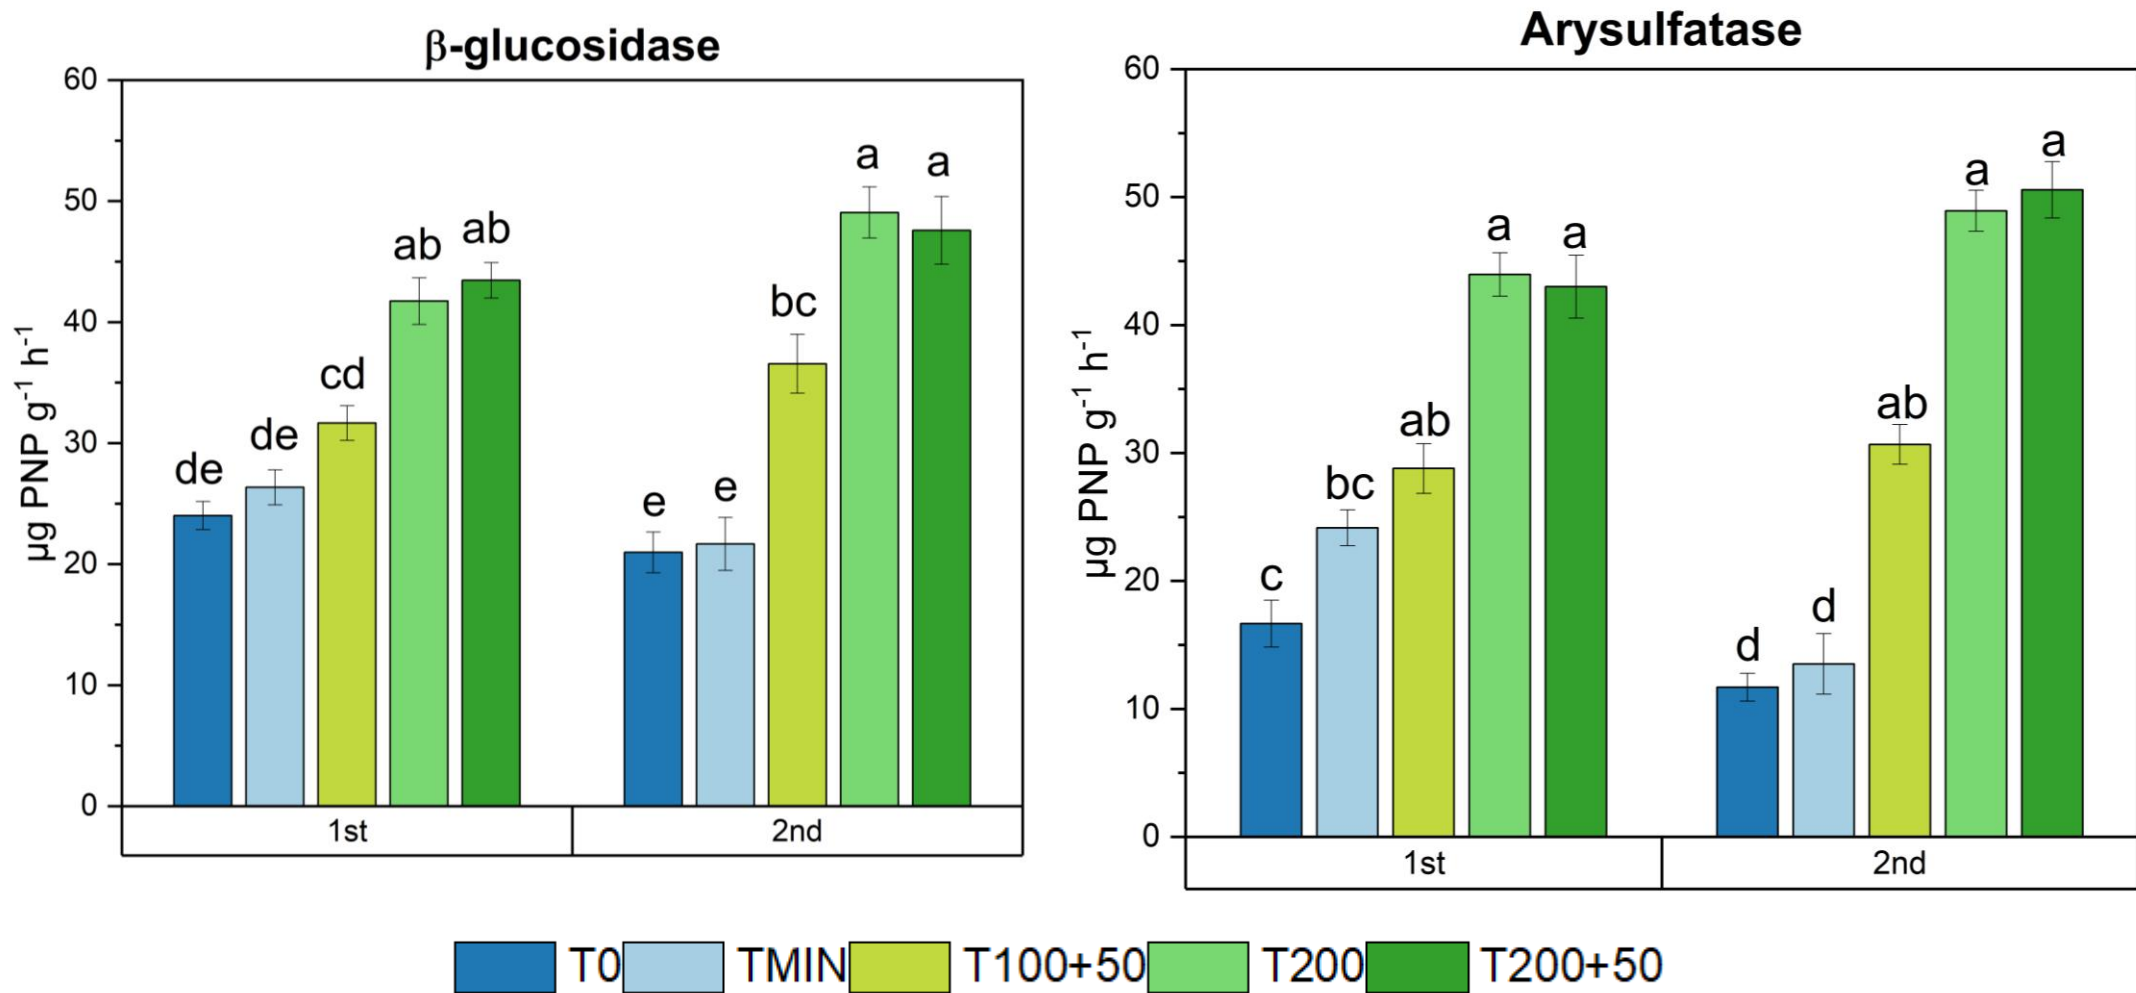 β-glucosidase
60
50
40
30
20
10
0
µg PNP g⁻¹ h⁻¹
de
de
cd
ab
ab
e
e
bc
a
a
1st
2nd
Arysulfatase
60
50
40
30
20
10
0
µg PNP g⁻¹ h⁻¹
c
bc
ab
a
a
d
d
ab
a
a
1st
2nd
T0 TMIN T100+50 T200 T200+50